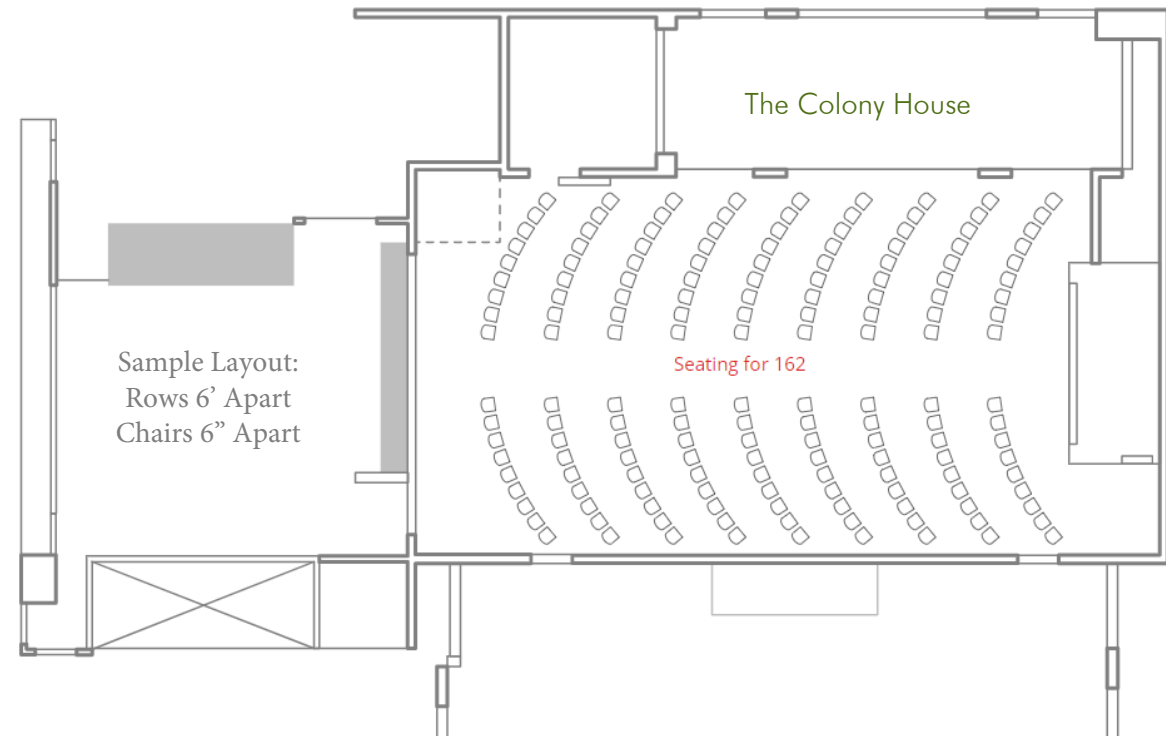 The Colony House
Sample Layout:
Rows 6’ Apart
Chairs 6” Apart
Seating for 162